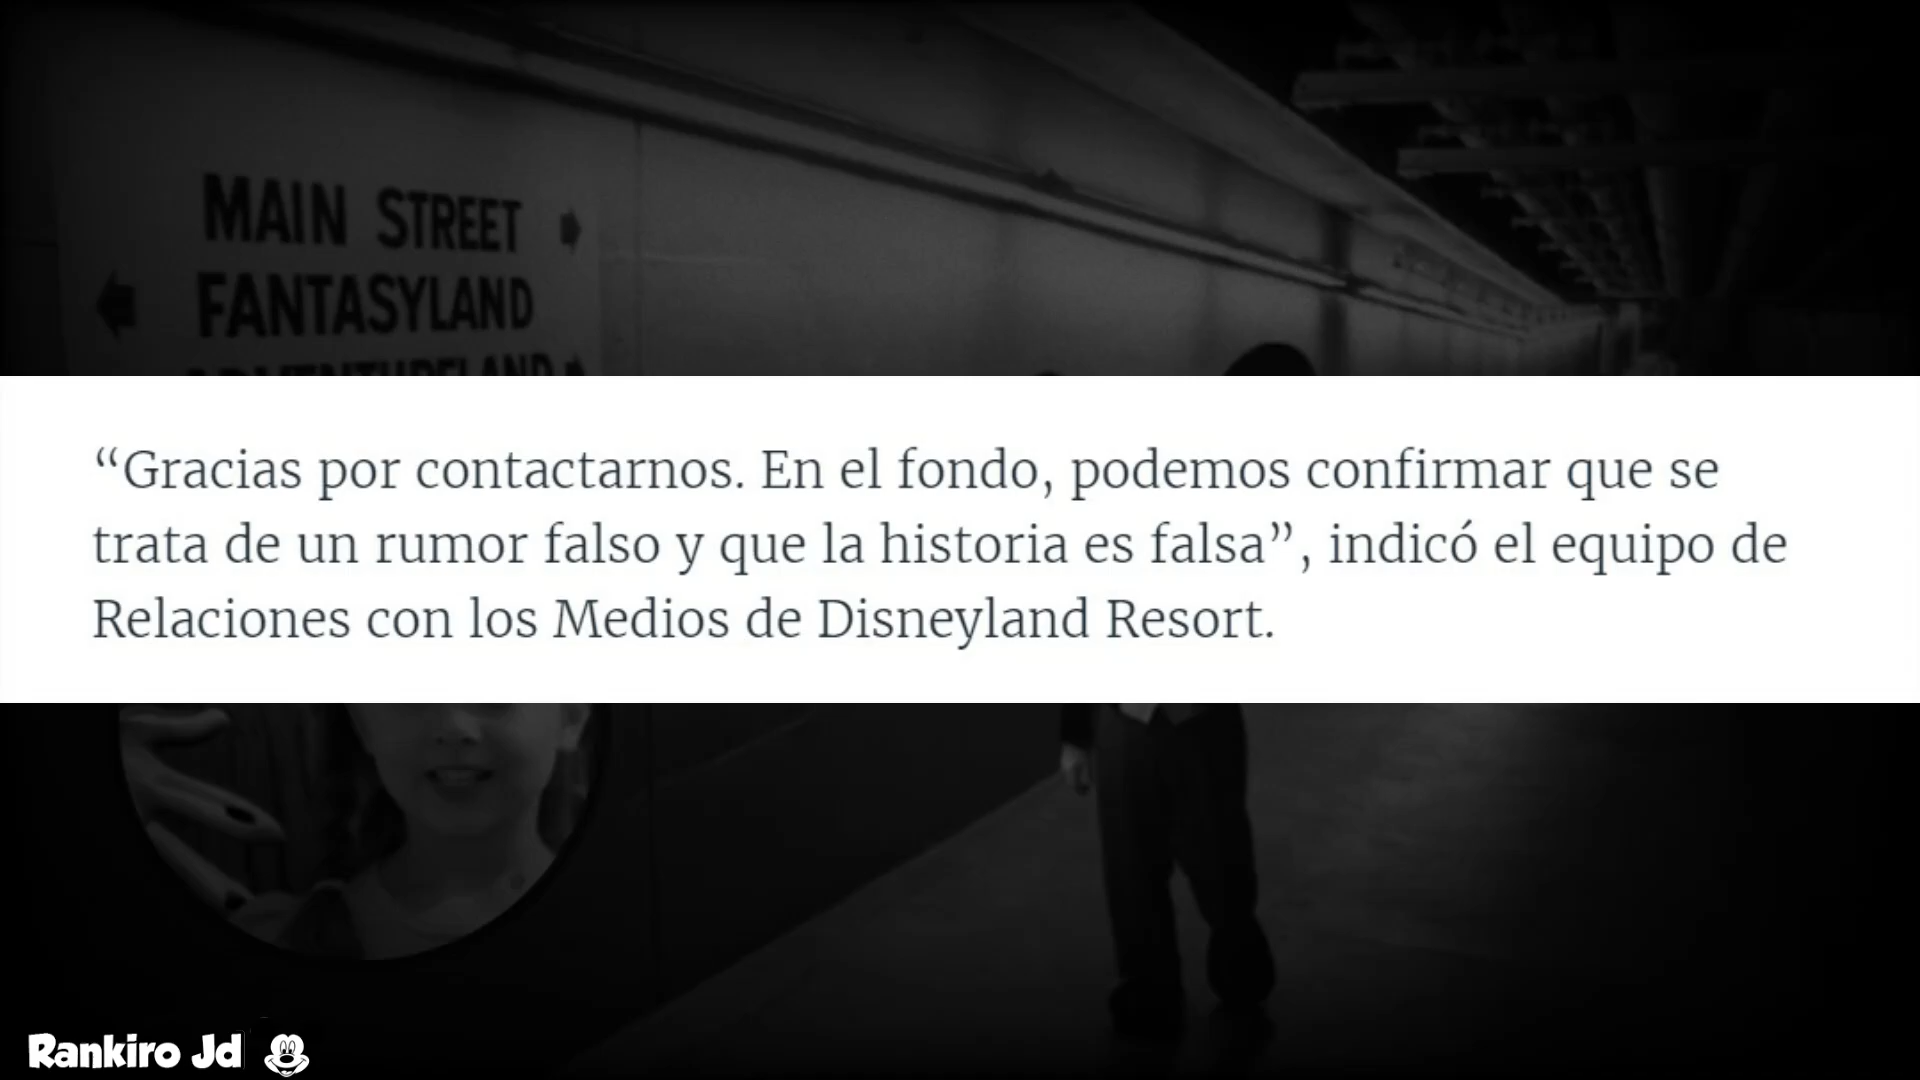 MAIN STREET
FANTASYLAND
ADVENTURELAND
“Gracias por contactarnos. En el fondo, podemos confirmar que se
trata de un rumor falso y que la historia es falsa”, indicó el equipo de
Relaciones con los Medios de Disneyland Resort.
Rankiro Jd